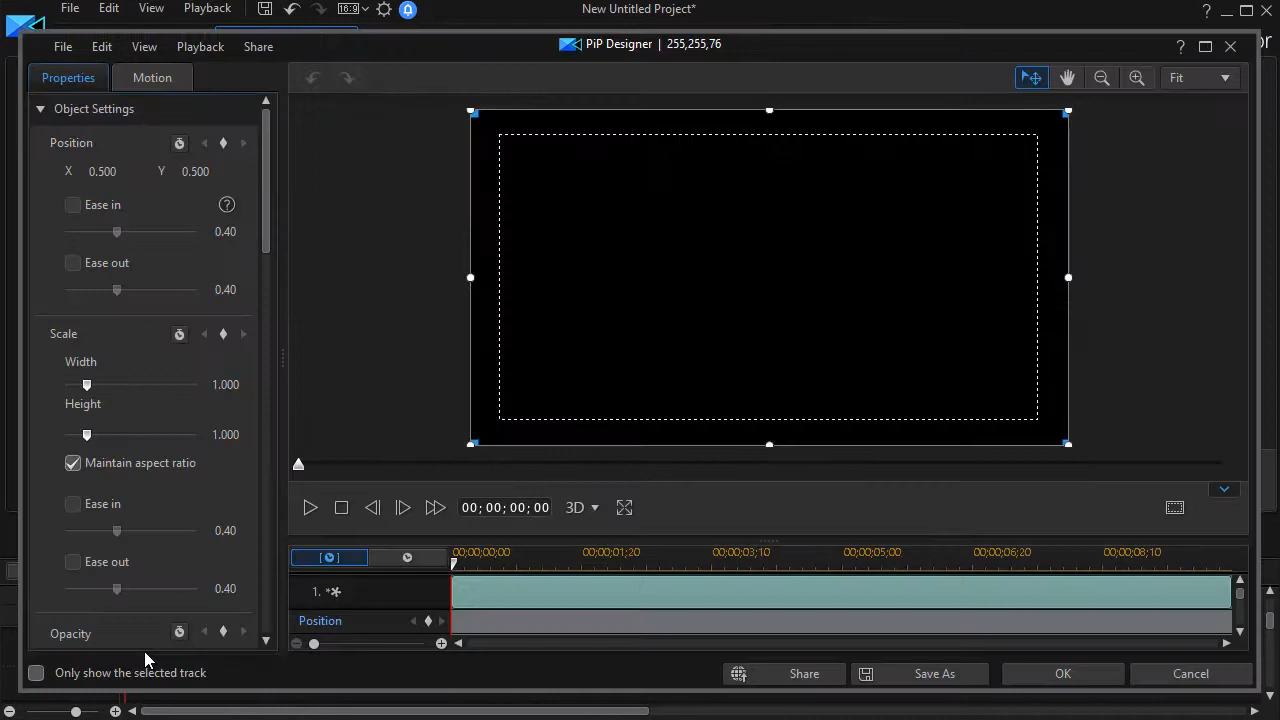 File Edit View Playback 16:9 New Untitled Project* ?
File Edit View Playback Share PiP Designer | 255,255,76 ?
Properties Motion Fit
Object Settings
Position
X 0.500 Y 0.500
Ease in ?
0.40
Ease out
0.40
Scale
Width
1.000
Height
1.000
Maintain aspect ratio
Ease in
0.40
Ease out
0.40
Opacity
Only show the selected track
00;00;00;00 3D
00;00;00;00 00;00;01;20 00;00;03;10 00;00;05;00 00;00;06;20 00;00;08;10
1. *
Position
Share Save As OK Cancel